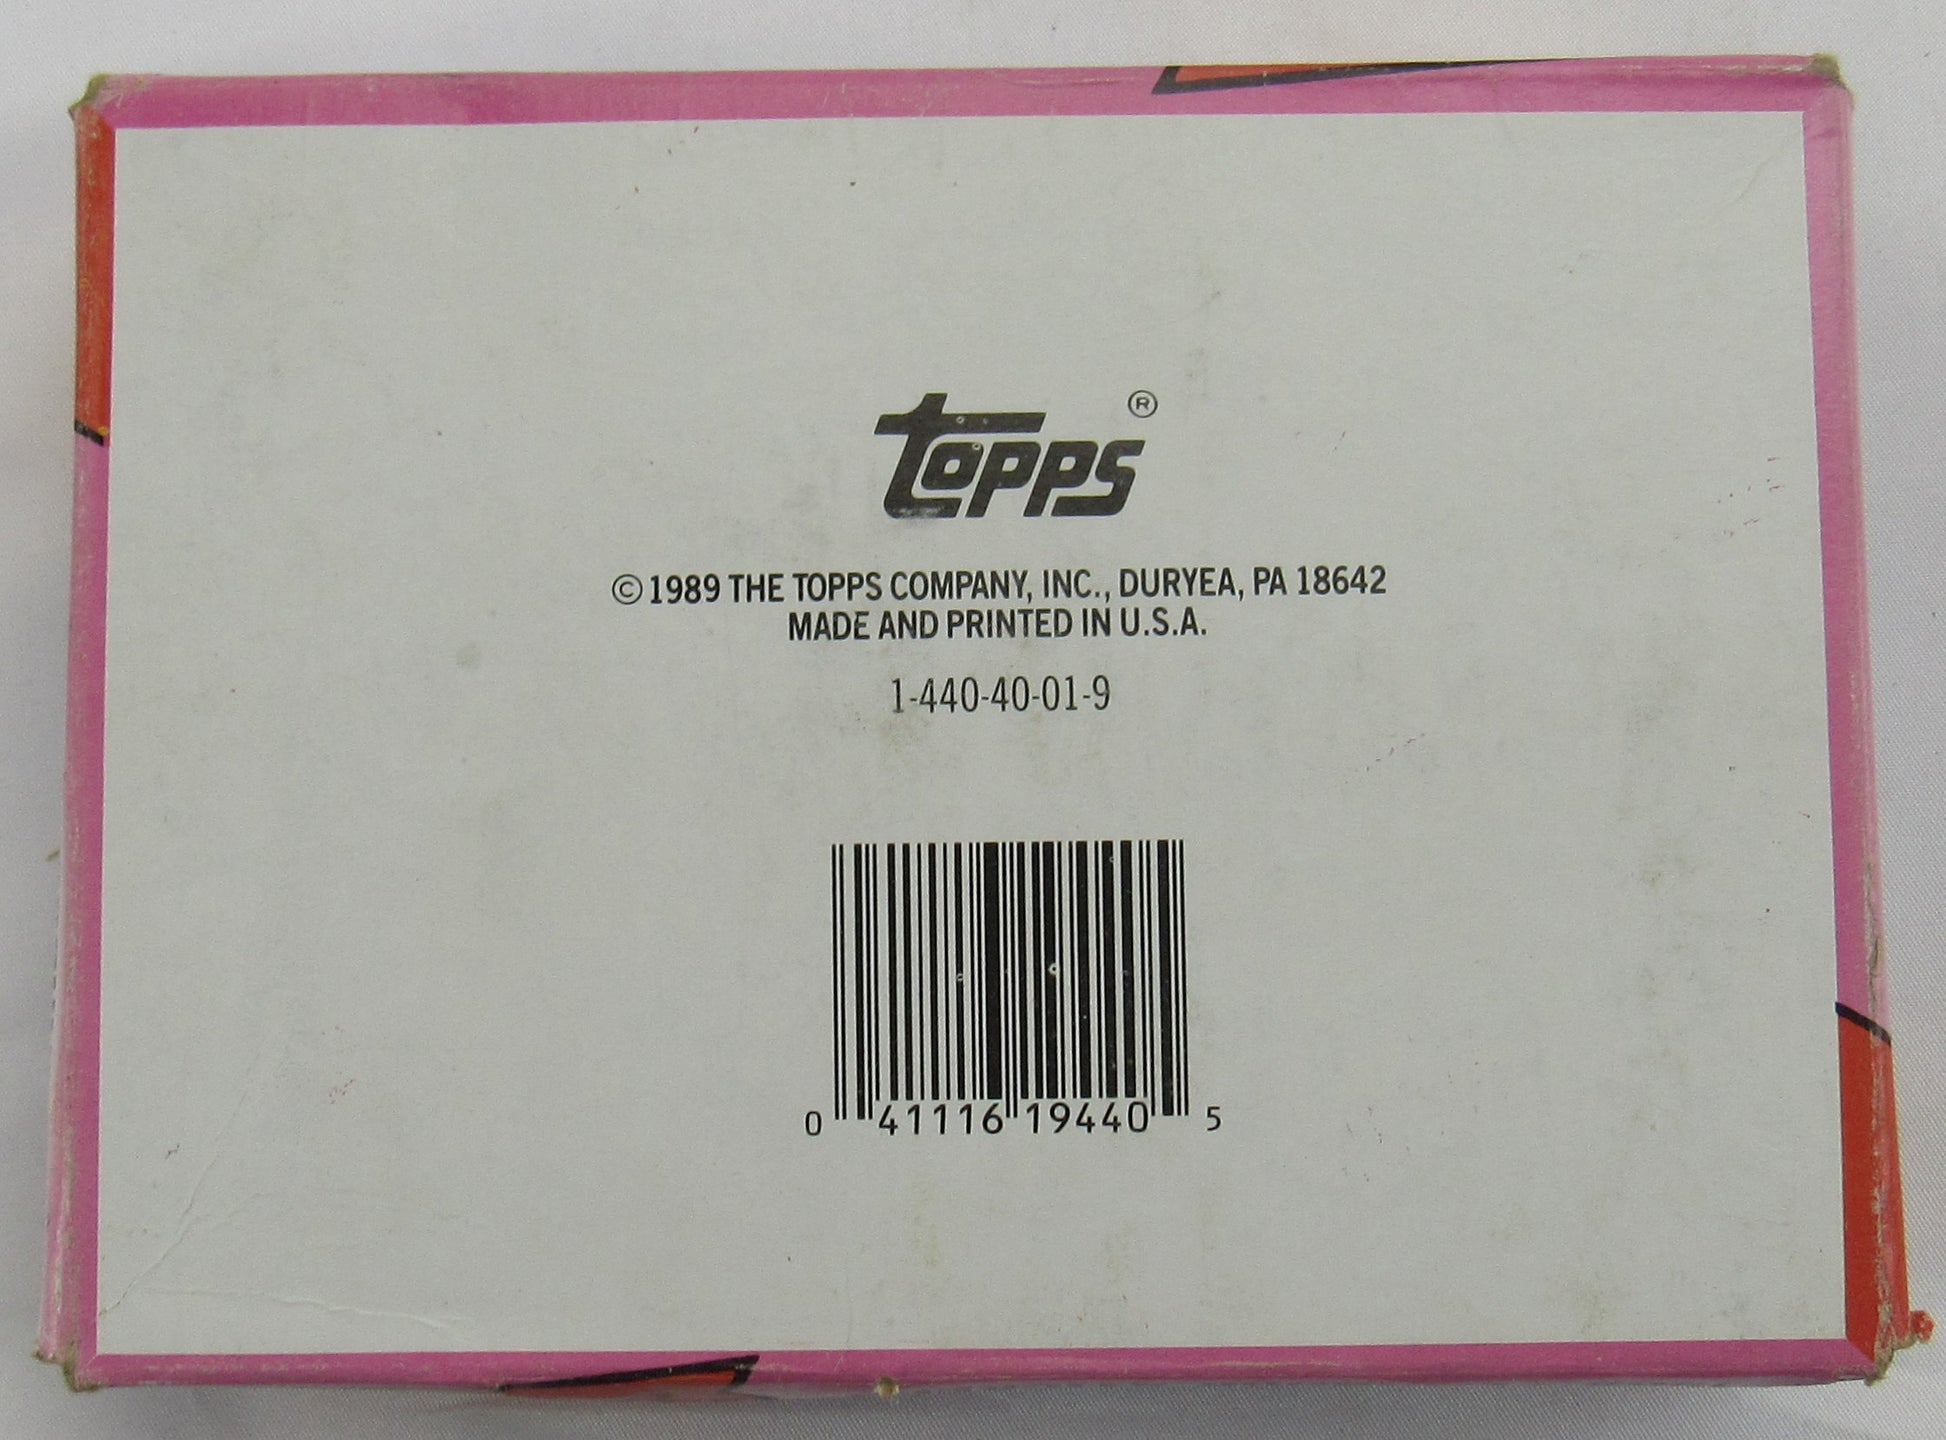 topps®
©1989 THE TOPPS COMPANY, INC., DURYEA, PA 18642
MADE AND PRINTED IN U.S.A.
1-440-40-01-9
0 41116 19440 5